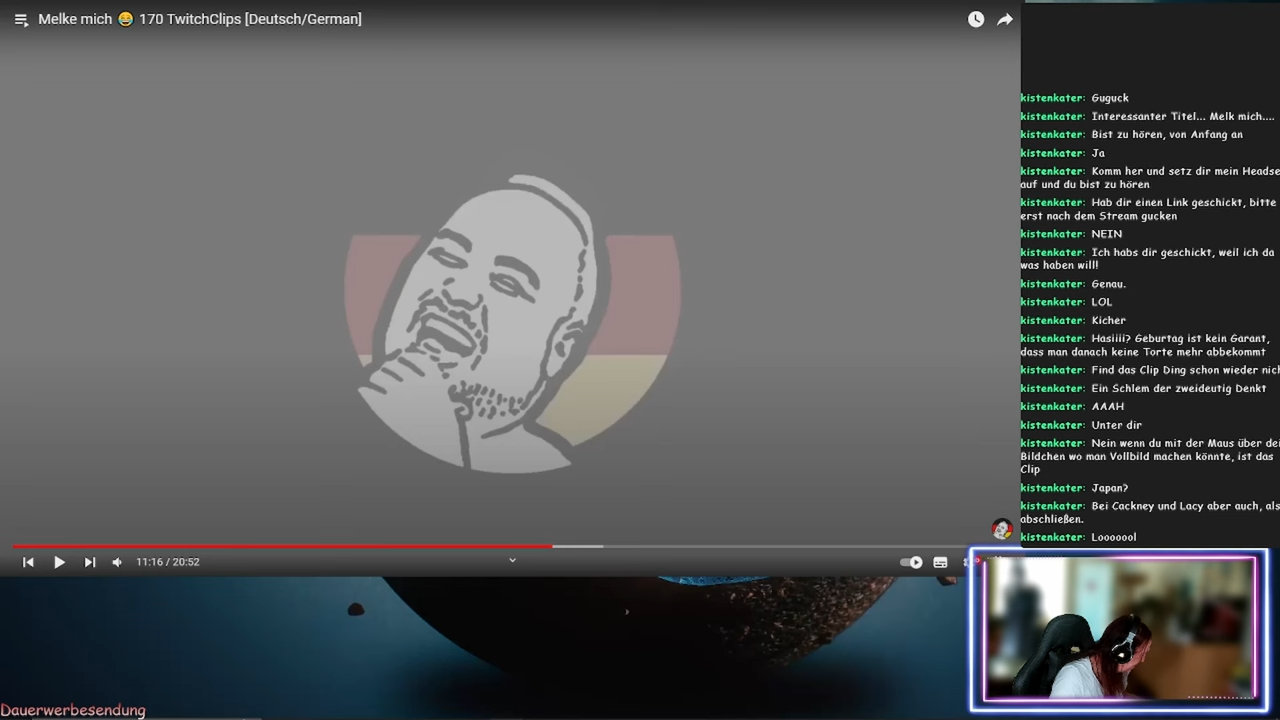 Melke mich 😂 170 TwitchClips [Deutsch/German]
kistenkater: Guguck
kistenkater: Interessanter Titel... Melk mich....
kistenkater: Bist zu hören, von Anfang an
kistenkater: Ja
kistenkater: Komm her und setz dir mein Headse
auf und du bist zu hören
kistenkater: Hab dir einen Link geschickt, bitte
erst nach dem Stream gucken
kistenkater: NEIN
kistenkater: Ich habs dir geschickt, weil ich da
was haben will!
kistenkater: Genau.
kistenkater: LOL
kistenkater: Kicher
kistenkater: Hasiiii? Geburtag ist kein Garant,
dass man danach keine Torte mehr abbekommt
kistenkater: Find das Clip Ding schon wieder nich
kistenkater: Ein Schlem der zweideutig Denkt
kistenkater: AAAH
kistenkater: Unter dir
kistenkater: Nein wenn du mit der Maus über de
Bildchen wo man Vollbild machen könnte, ist das
Clip
kistenkater: Japan?
kistenkater: Bei Cackney und Lacy aber auch, als
abschließen.
kistenkater: Looooool
11:16 / 20:52
Dauerwerbesendung